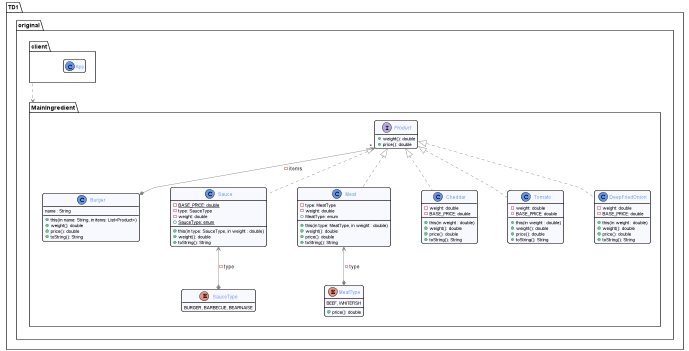 TD1
original
client
C App
Mainingredient
I Product
weight(): double
price(): double
*
items
C Burger
name : String
this(in name: String, in items: List<Product>)
weight(): double
price(): double
toString(): String
C Sauce
BASE_PRICE: double
type: SauceType
weight: double
SauceType: enum
this(in type: SauceType, in weight : double)
weight(): double
toString(): String
C Meat
type: MeatType
weight: double
MeatType: enum
this(in type: MeatType, in weight : double)
weight(): double
price(): double
toString(): String
C Cheddar
weight: double
BASE_PRICE: double
this(in weight : double)
weight(): double
price(): double
toString(): String
C Tomato
weight: double
BASE_PRICE: double
this(in weight : double)
weight(): double
price(): double
toString(): String
C DeepFriedOnion
weight: double
BASE_PRICE: double
this(in weight : double)
weight(): double
price(): double
toString(): String
type
type
SauceType
BURGER, BARBECUE, BEARNAISE
MeatType
BEEF, WHITEFISH
price(): double